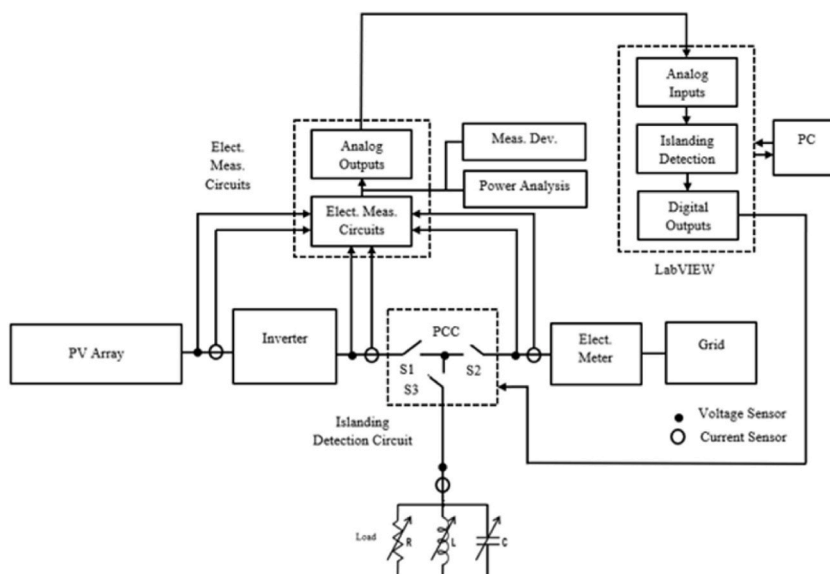 Analog
Inputs
Islanding
Detection
Digital
Outputs
LabVIEW
PC
Elect.
Meas.
Circuits
Analog
Outputs
Elect. Meas.
Circuits
Meas. Dev.
Power Analysis
PV Array
Inverter
PCC
S1
S2
S3
Elect.
Meter
Grid
Islanding
Detection Circuit
Voltage Sensor
Current Sensor
Load
R
L
C